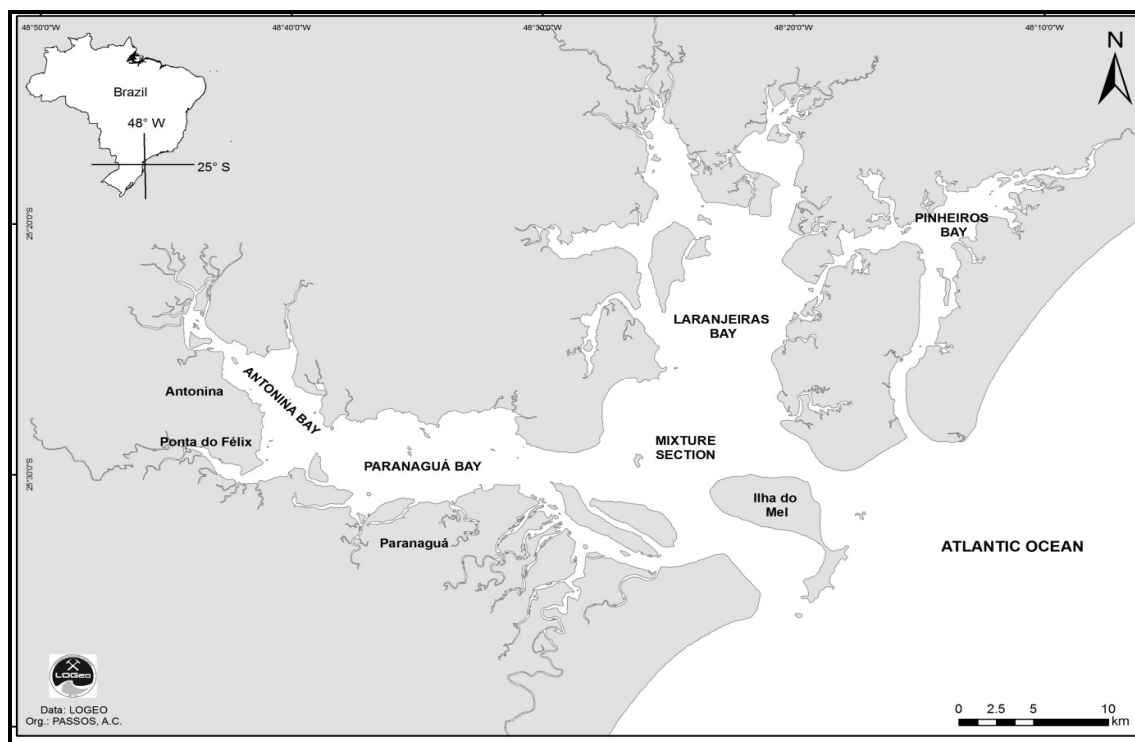 48°50'0"W
48°40'0"W
48°30'0"W
48°20'0"W
48°10'0"W
N
Brazil
48° W
25° S
25°20'0"S
PINHEIROS
BAY
LARANJEIRAS
BAY
Antonina
ANTONINA BAY
Ponta do Félix
MIXTURE
SECTION
PARANAGUÁ BAY
25°30'0"S
Ilha do
Mel
Paranaguá
ATLANTIC OCEAN
LOGeo
Data: LOGEO
Org.: PASSOS, A.C.
0 2.5 5 10
km